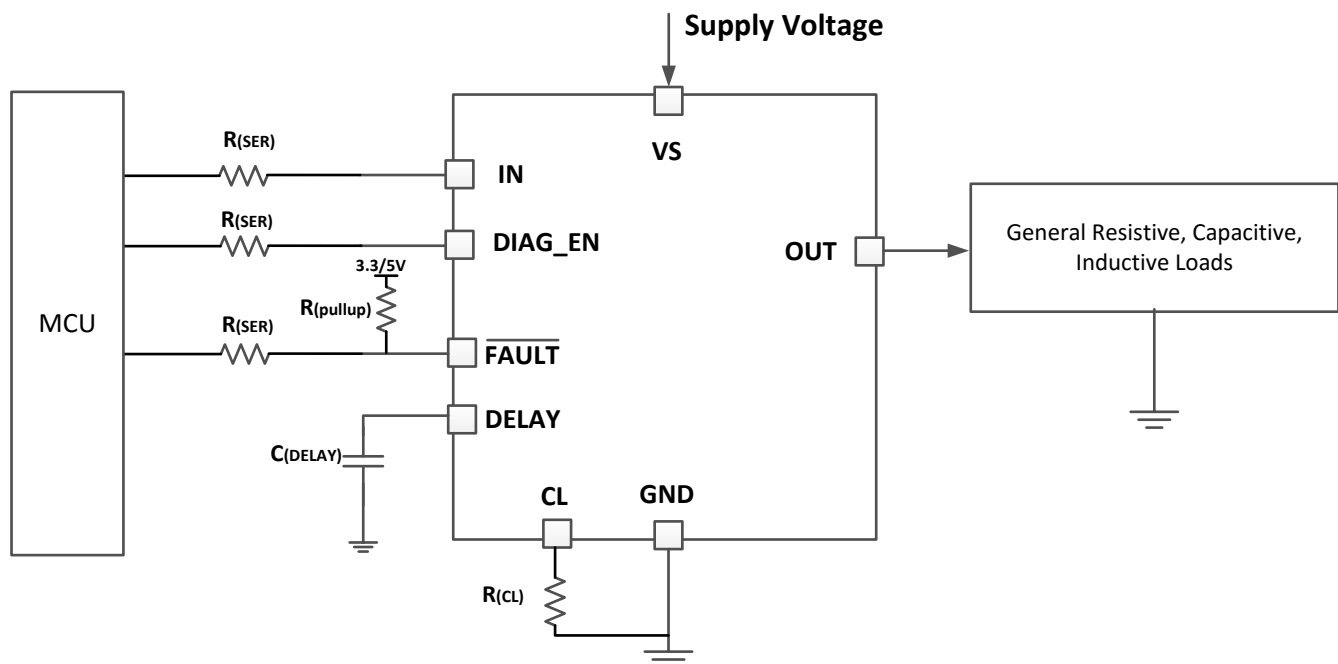 Supply Voltage
R(SER)
IN
VS
R(SER)
DIAG_EN
OUT
General Resistive, Capacitive,
Inductive Loads
3.3/5V
R(pullup)
MCU
R(SER)
FAULT
DELAY
C(DELAY)
CL
GND
R(CL)